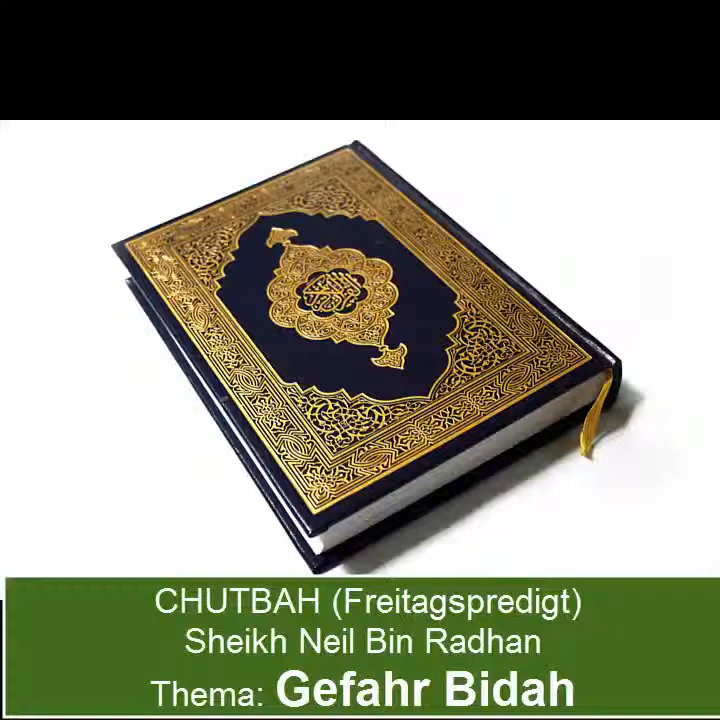 CHUTBAH (Freitagspredigt)
Sheikh Neil Bin Radhan
Thema: Gefahr Bidah